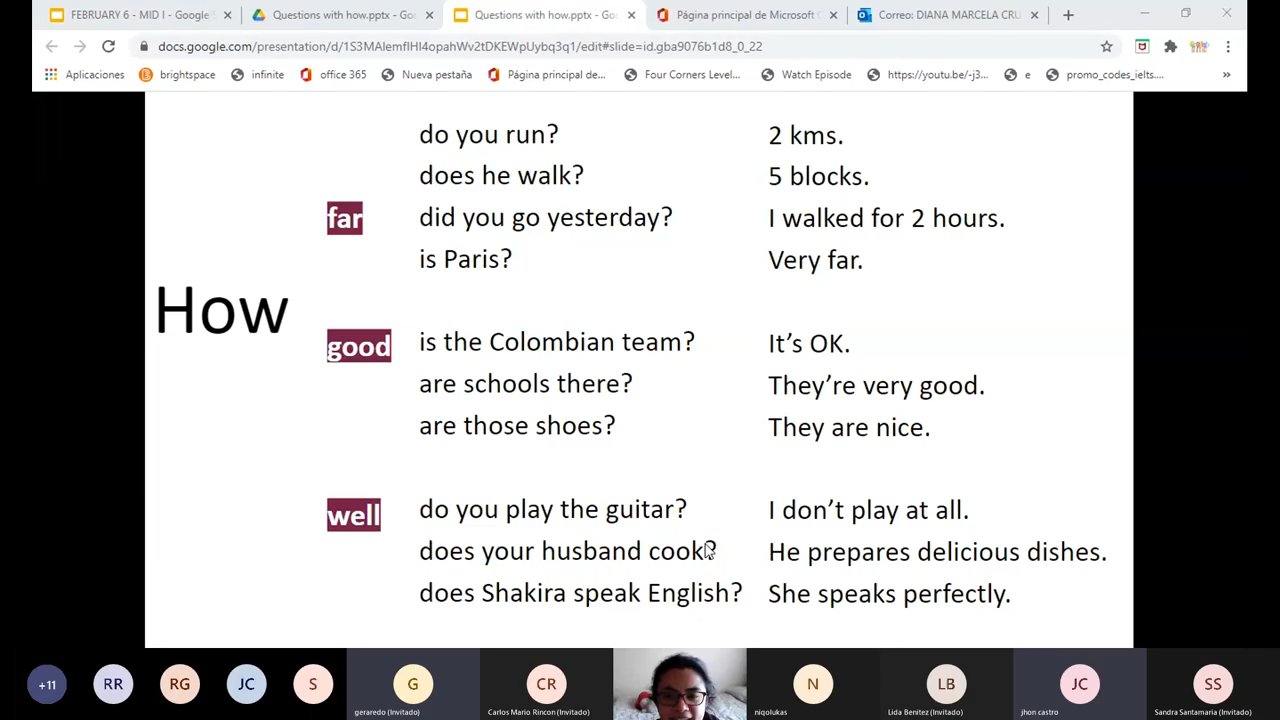 FEBRUARY 6 - MID I - Google S
Questions with how.pptx - Goo
Questions with how.pptx - Goo
Página principal de Microsoft O
Correo: DIANA MARCELA CRU
docs.google.com/presentation/d/1S3MAlemflHI4opahWv2tDKEWpUybq3q1/edit#slide=id.gba9076b1d8_0_22
Aplicaciones
brightspace
infinite
office 365
Nueva pestaña
Página principal de...
Four Corners Level...
Watch Episode
https://youtu.be/-j3...
e
promo_codes_ielts....
»
do you run? 2 kms.
does he walk? 5 blocks.
far did you go yesterday? I walked for 2 hours.
is Paris? Very far.
How
good is the Colombian team? It's OK.
are schools there? They're very good.
are those shoes? They are nice.
well do you play the guitar? I don't play at all.
does your husband cook? He prepares delicious dishes.
does Shakira speak English? She speaks perfectly.
+11
RR
RG
JC
S
G
geraredo (Invitado)
CR
Carlos Mario Rincon (Invitado)
N
niqolukas
LB
Lida Benitez (Invitado)
JC
jhon castro
SS
Sandra Santamaria (Invitado)